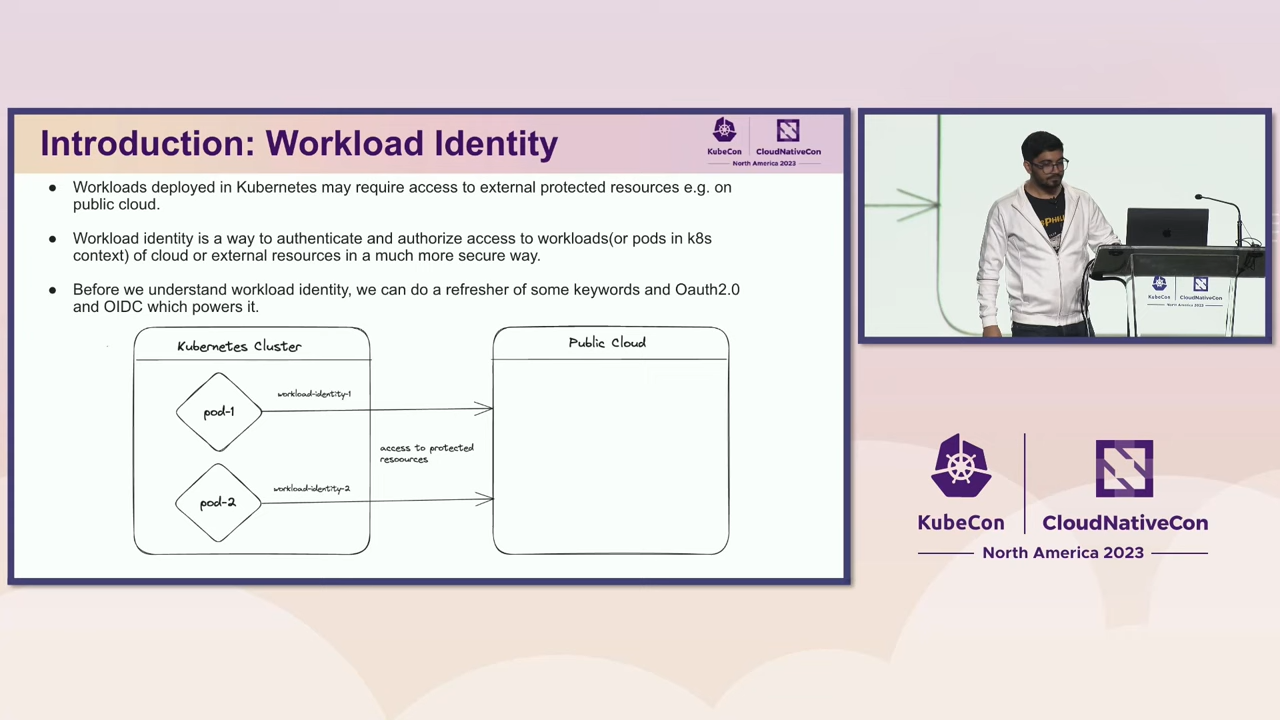 Introduction: Workload Identity
KubeCon
CloudNativeCon
North America 2023
● Workloads deployed in Kubernetes may require access to external protected resources e.g. on
public cloud.
● Workload identity is a way to authenticate and authorize access to workloads(or pods in k8s
context) of cloud or external resources in a much more secure way.
● Before we understand workload identity, we can do a refresher of some keywords and Oauth2.0
and OIDC which powers it.
Kubernetes Cluster
Public Cloud
workload-identity-1
pod-1
access to protected
resources
workload-identity-2
pod-2
KubeCon
CloudNativeCon
KubeCon
CloudNativeCon
North America 2023